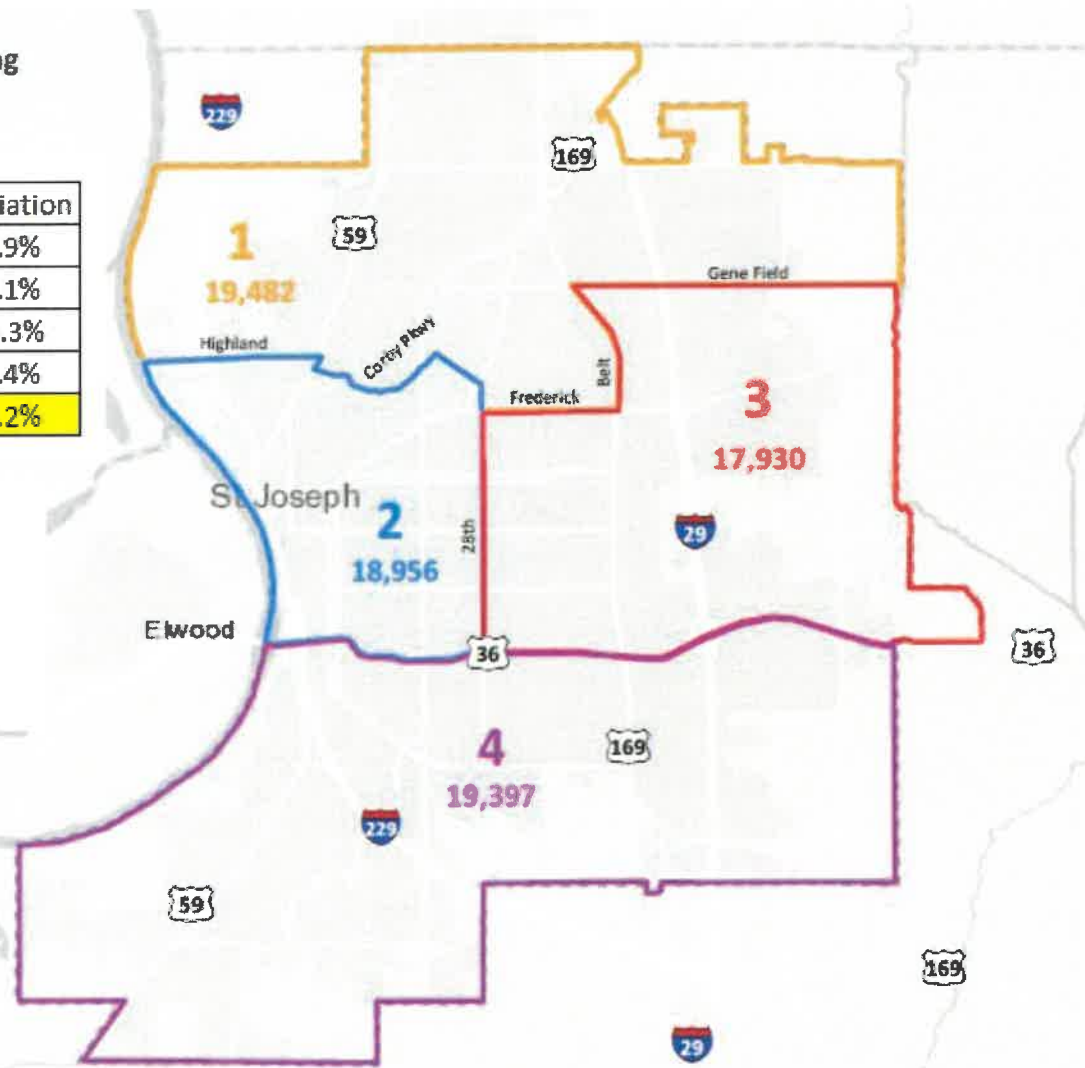 og
iation
.9%
.1%
.3%
.4%
.2%
229
169
59
1
19,482
Gene Field
Highland
Corby Pkwy
Belt
Frederick
3
17,930
St Joseph
2
18,956
28th
29
Elwood
36
36
4
19,397
169
229
59
169
29